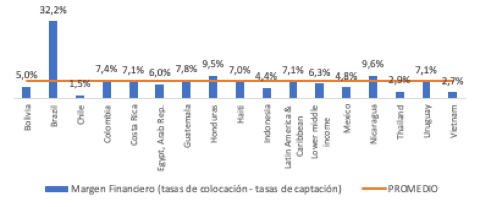 32,2%
5,0%
1,5%
7,4%
7,1%
6,0%
7,8%
9,5%
7,0%
4,4%
7,1%
6,3%
4,8%
9,6%
2,9%
7,1%
2,7%
Bolivia
Brazil
Chile
Colombia
Costa Rica
Egypt, Arab Rep.
Guatemala
Honduras
Haiti
Indonesia
Latin America &
Caribbean
Lower middle
income
Mexico
Nicaragua
Thailand
Uruguay
Vietnam
Margen Financiero (tasas de colocación - tasas de captación)
PROMEDIO